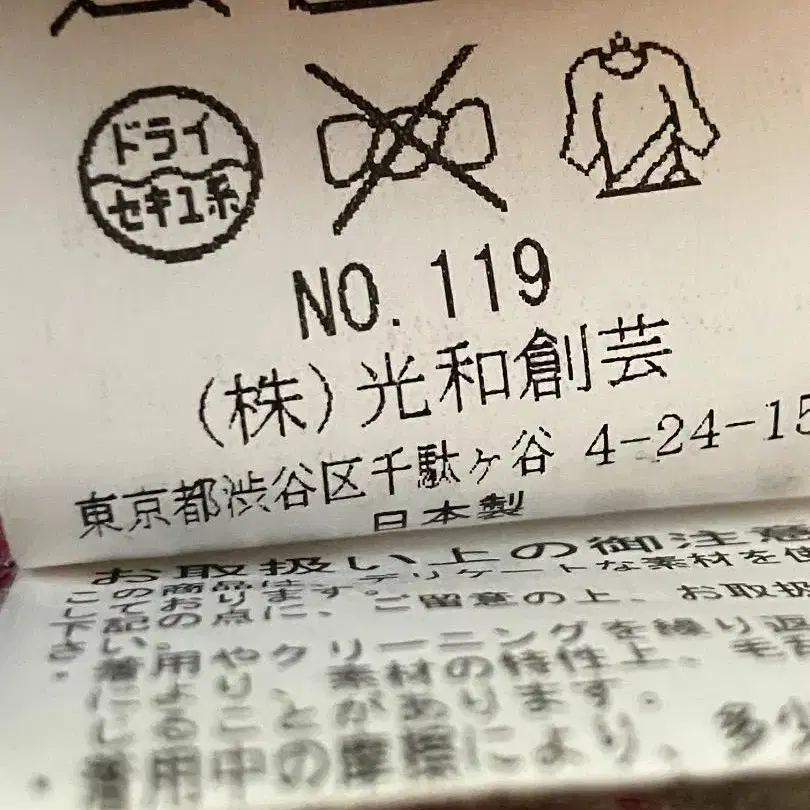 ドライ
セキユ系
NO. 119
(株)光和創芸
東京都渋谷区千駄ヶ谷 4-24-15
日本製
お取扱い上の御注意
この商品は、デリケートな素材を使
しております。
下記の点に、ご留意の上、お取扱
さい。
着用やクリーニングを繰り返
により、素材の特性上、毛
じることがあります。
・着用中の摩擦により、多少